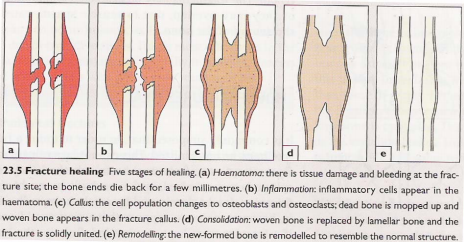 a
b
c
d
e
23.5 Fracture healing Five stages of healing. (a) Haematoma: there is tissue damage and bleeding at the frac-
ture site; the bone ends die back for a few millimetres. (b) Inflammation: inflammatory cells appear in the
haematoma. (c) Callus: the cell population changes to osteoblasts and osteoclasts; dead bone is mopped up and
woven bone appears in the fracture callus. (d) Consolidation: woven bone is replaced by lamellar bone and the
fracture is solidly united. (e) Remodelling: the new-formed bone is remodelled to resemble the normal structure.